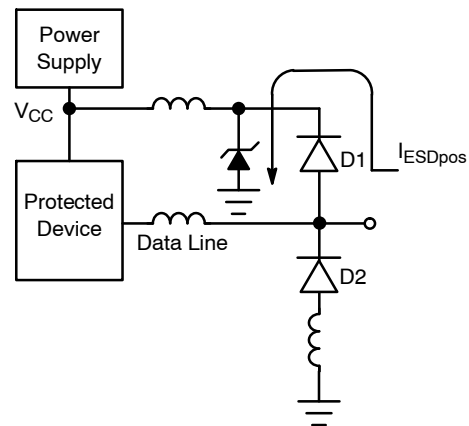 Power
Supply
VCC
D1
IESDpos
Protected
Device
Data Line
D2